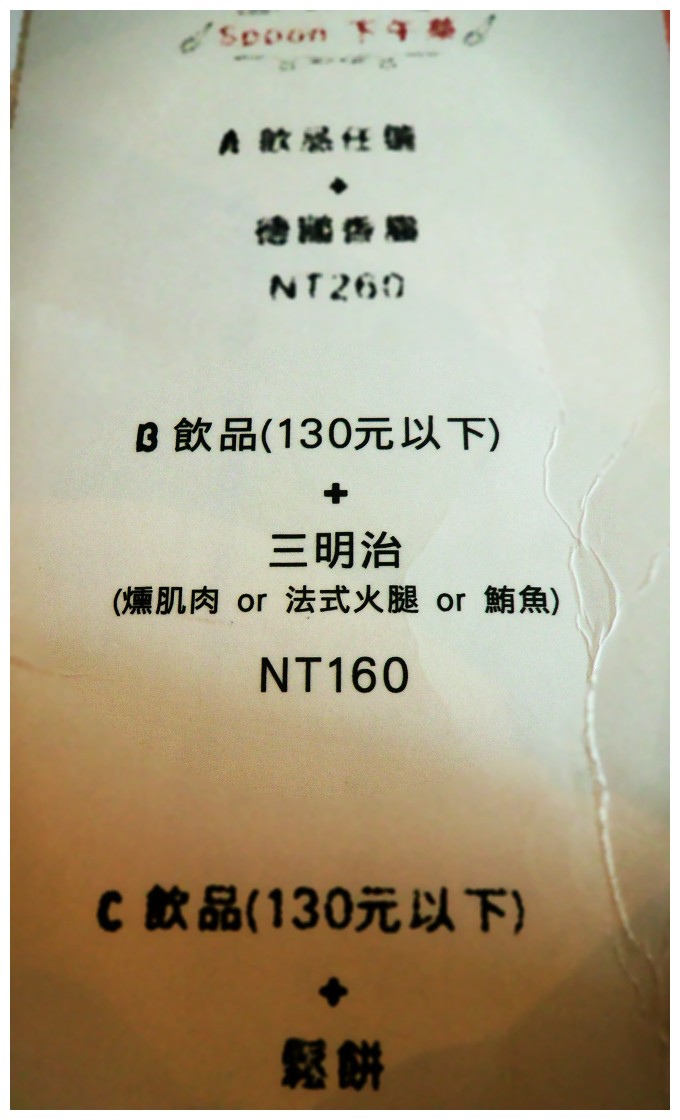 Spoon 下午茶
A 飲品任選
+
德國香腸
NT260
B 飲品(130元以下)
+
三明治
(燻肌肉 or 法式火腿 or 鮪魚)
NT160
C 飲品(130元以下)
+
鬆餅